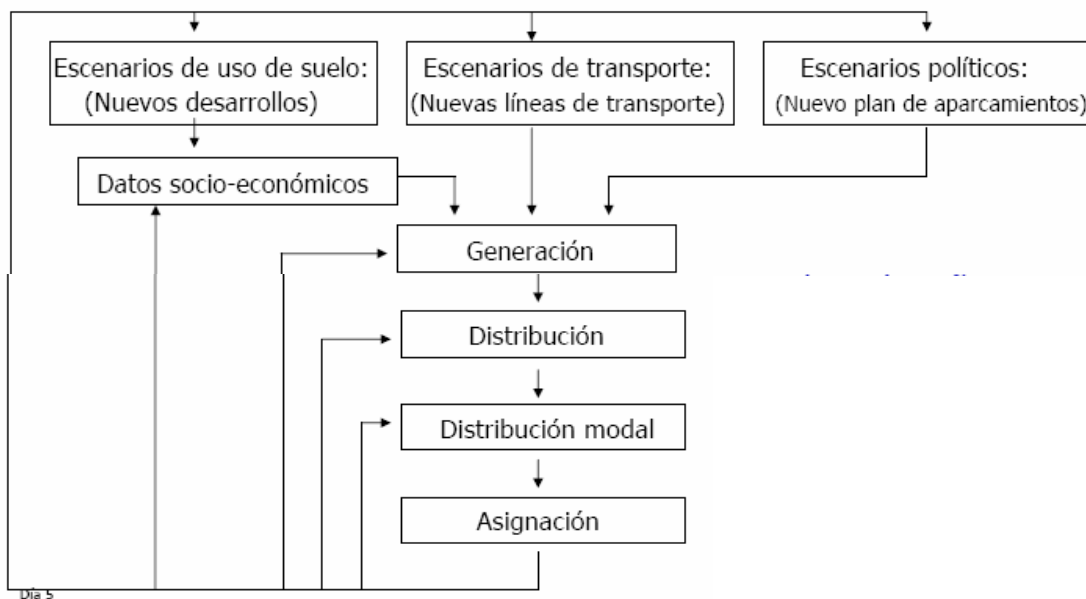 Escenarios de uso de suelo:
(Nuevos desarrollos)
Escenarios de transporte:
(Nuevas líneas de transporte)
Escenarios políticos:
(Nuevo plan de aparcamientos)
Datos socio-económicos
Generación
Distribución
Distribución modal
Asignación
Día 5